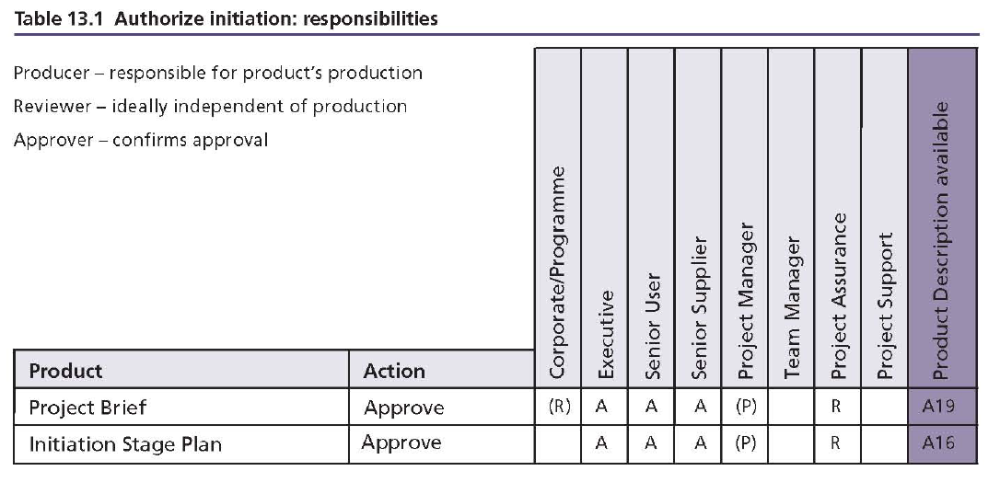 Table 13.1 Authorize initiation: responsibilities
Producer – responsible for product's production
Reviewer – ideally independent of production
Approver – confirms approval
Corporate/Programme
Executive
Senior User
Senior Supplier
Project Manager
Team Manager
Project Assurance
Project Support
Product Description available
Product Action
Project Brief Approve (R) A A A (P) R A19
Initiation Stage Plan Approve A A A (P) R A16